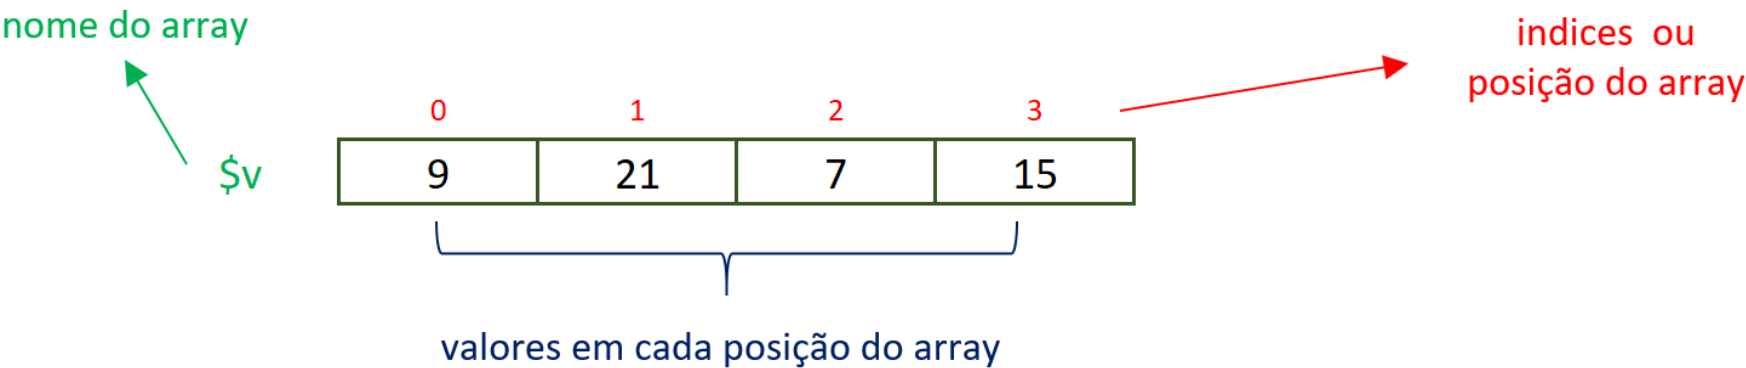 nome do array
indices ou
posição do array
0 1 2 3
$v 9 21 7 15
valores em cada posição do array